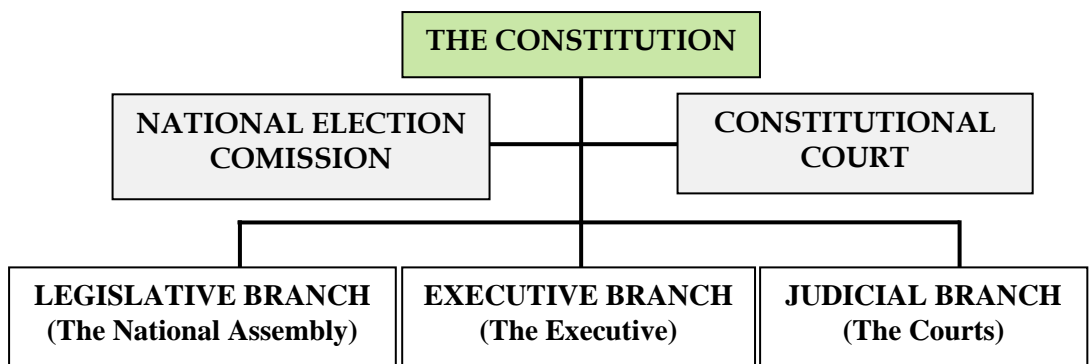 THE CONSTITUTION
NATIONAL ELECTION
COMISSION
CONSTITUTIONAL
COURT
LEGISLATIVE BRANCH
(The National Assembly)
EXECUTIVE BRANCH
(The Executive)
JUDICIAL BRANCH
(The Courts)